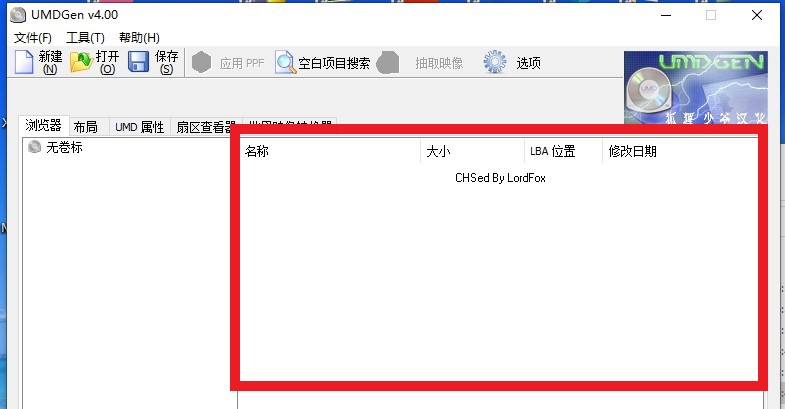 UMDGen v4.00
文件(F) 工具(T) 帮助(H)
新建(N) 打开(O) 保存(S) 应用 PPF 空白项目搜索 抽取映像 选项
UMDGEN
UMD
狐狸少爷汉化
浏览器 布局 UMD 属性 扇区查看器
无卷标
名称 大小 LBA 位置 修改日期
CHSed By LordFox